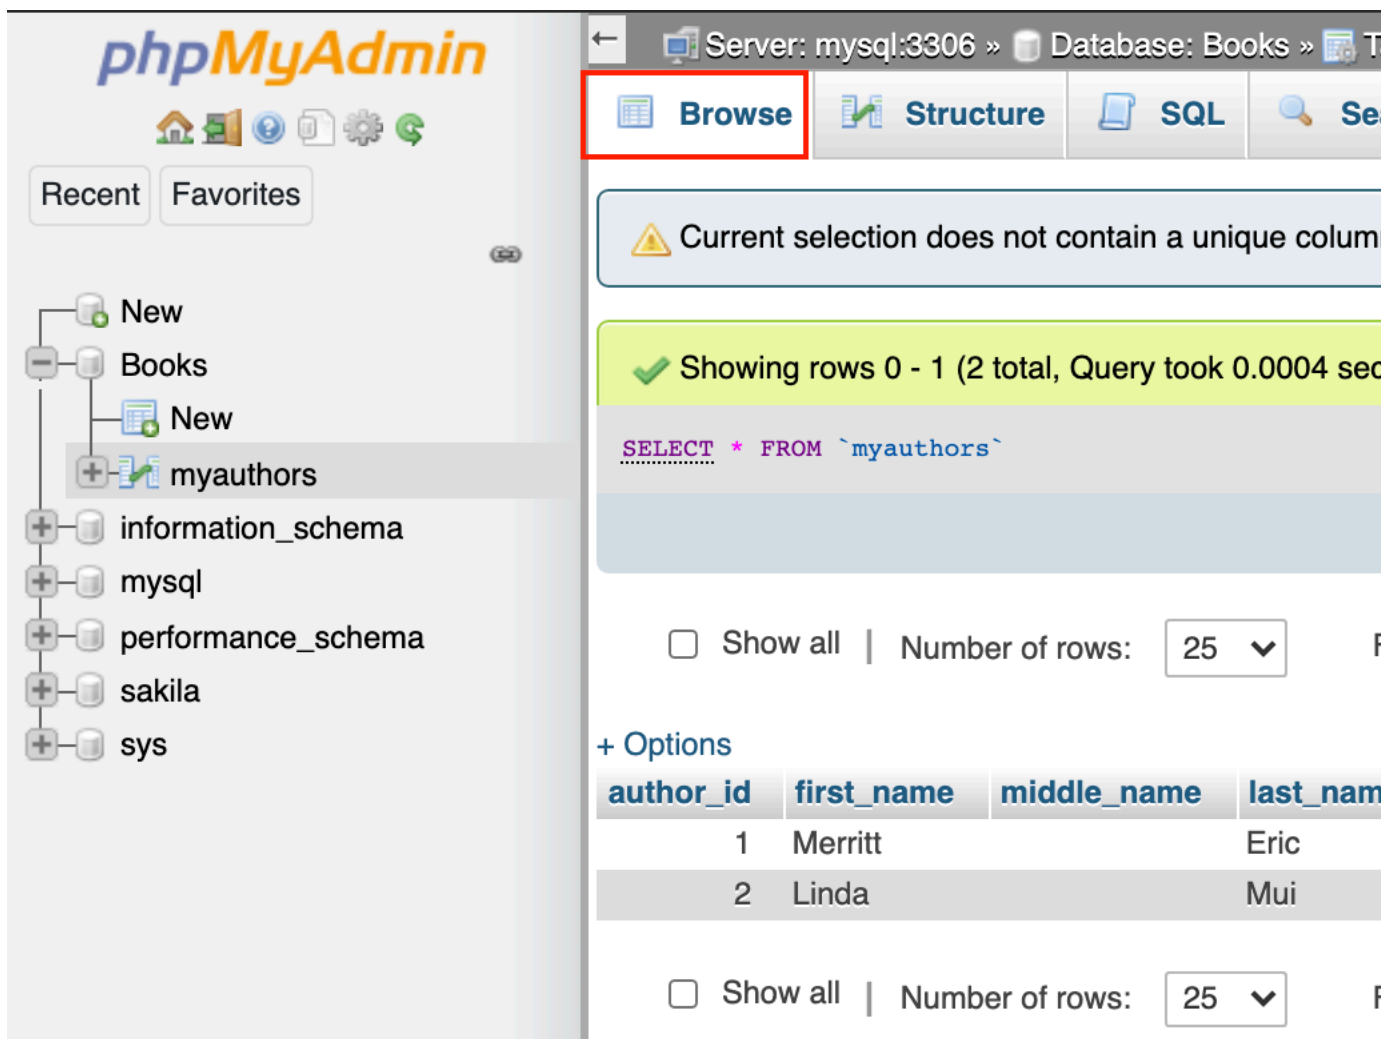 phpMyAdmin
Recent Favorites
New
Books
New
myauthors
information_schema
mysql
performance_schema
sakila
sys
Server: mysql:3306 » Database: Books »
Browse Structure SQL
Current selection does not contain a unique
Showing rows 0 - 1 (2 total, Query took 0.0004
SELECT * FROM `myauthors`
Show all | Number of rows: 25
+ Options
author_id first_name middle_name last_nam
1 Merritt Eric
2 Linda Mui
Show all | Number of rows: 25